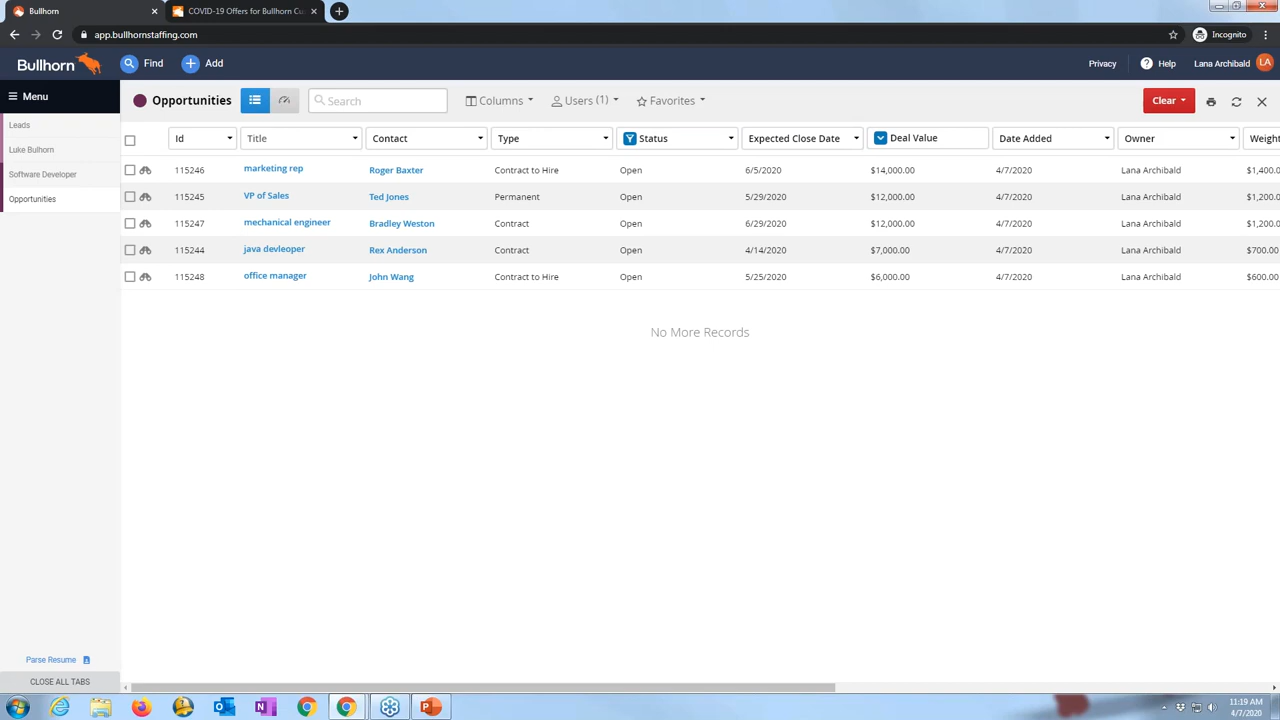 Bullhorn
COVID-19 Offers for Bullhorn Cu
app.bullhornstaffing.com
Incognito
Bullhorn
Find
Add
Privacy
Help
Lana Archibald
LA
Menu
Leads
Luke Bulhorn
Software Developer
Opportunities
Opportunities
Search
Columns
Users (1)
Favorites
Clear
Id Title Contact Type Status Expected Close Date Deal Value Date Added Owner Weight
115246 marketing rep Roger Baxter Contract to Hire Open 6/5/2020 $14,000.00 4/7/2020 Lana Archibald $1,400.
115245 VP of Sales Ted Jones Permanent Open 5/29/2020 $12,000.00 4/7/2020 Lana Archibald $1,200.
115247 mechanical engineer Bradley Weston Contract Open 6/29/2020 $12,000.00 4/7/2020 Lana Archibald $1,200.
115244 java devleoper Rex Anderson Contract Open 4/14/2020 $7,000.00 4/7/2020 Lana Archibald $700.00
115248 office manager John Wang Contract to Hire Open 5/25/2020 $6,000.00 4/7/2020 Lana Archibald $600.00
No More Records
Parse Resume
CLOSE ALL TABS
11:19 AM
4/7/2020